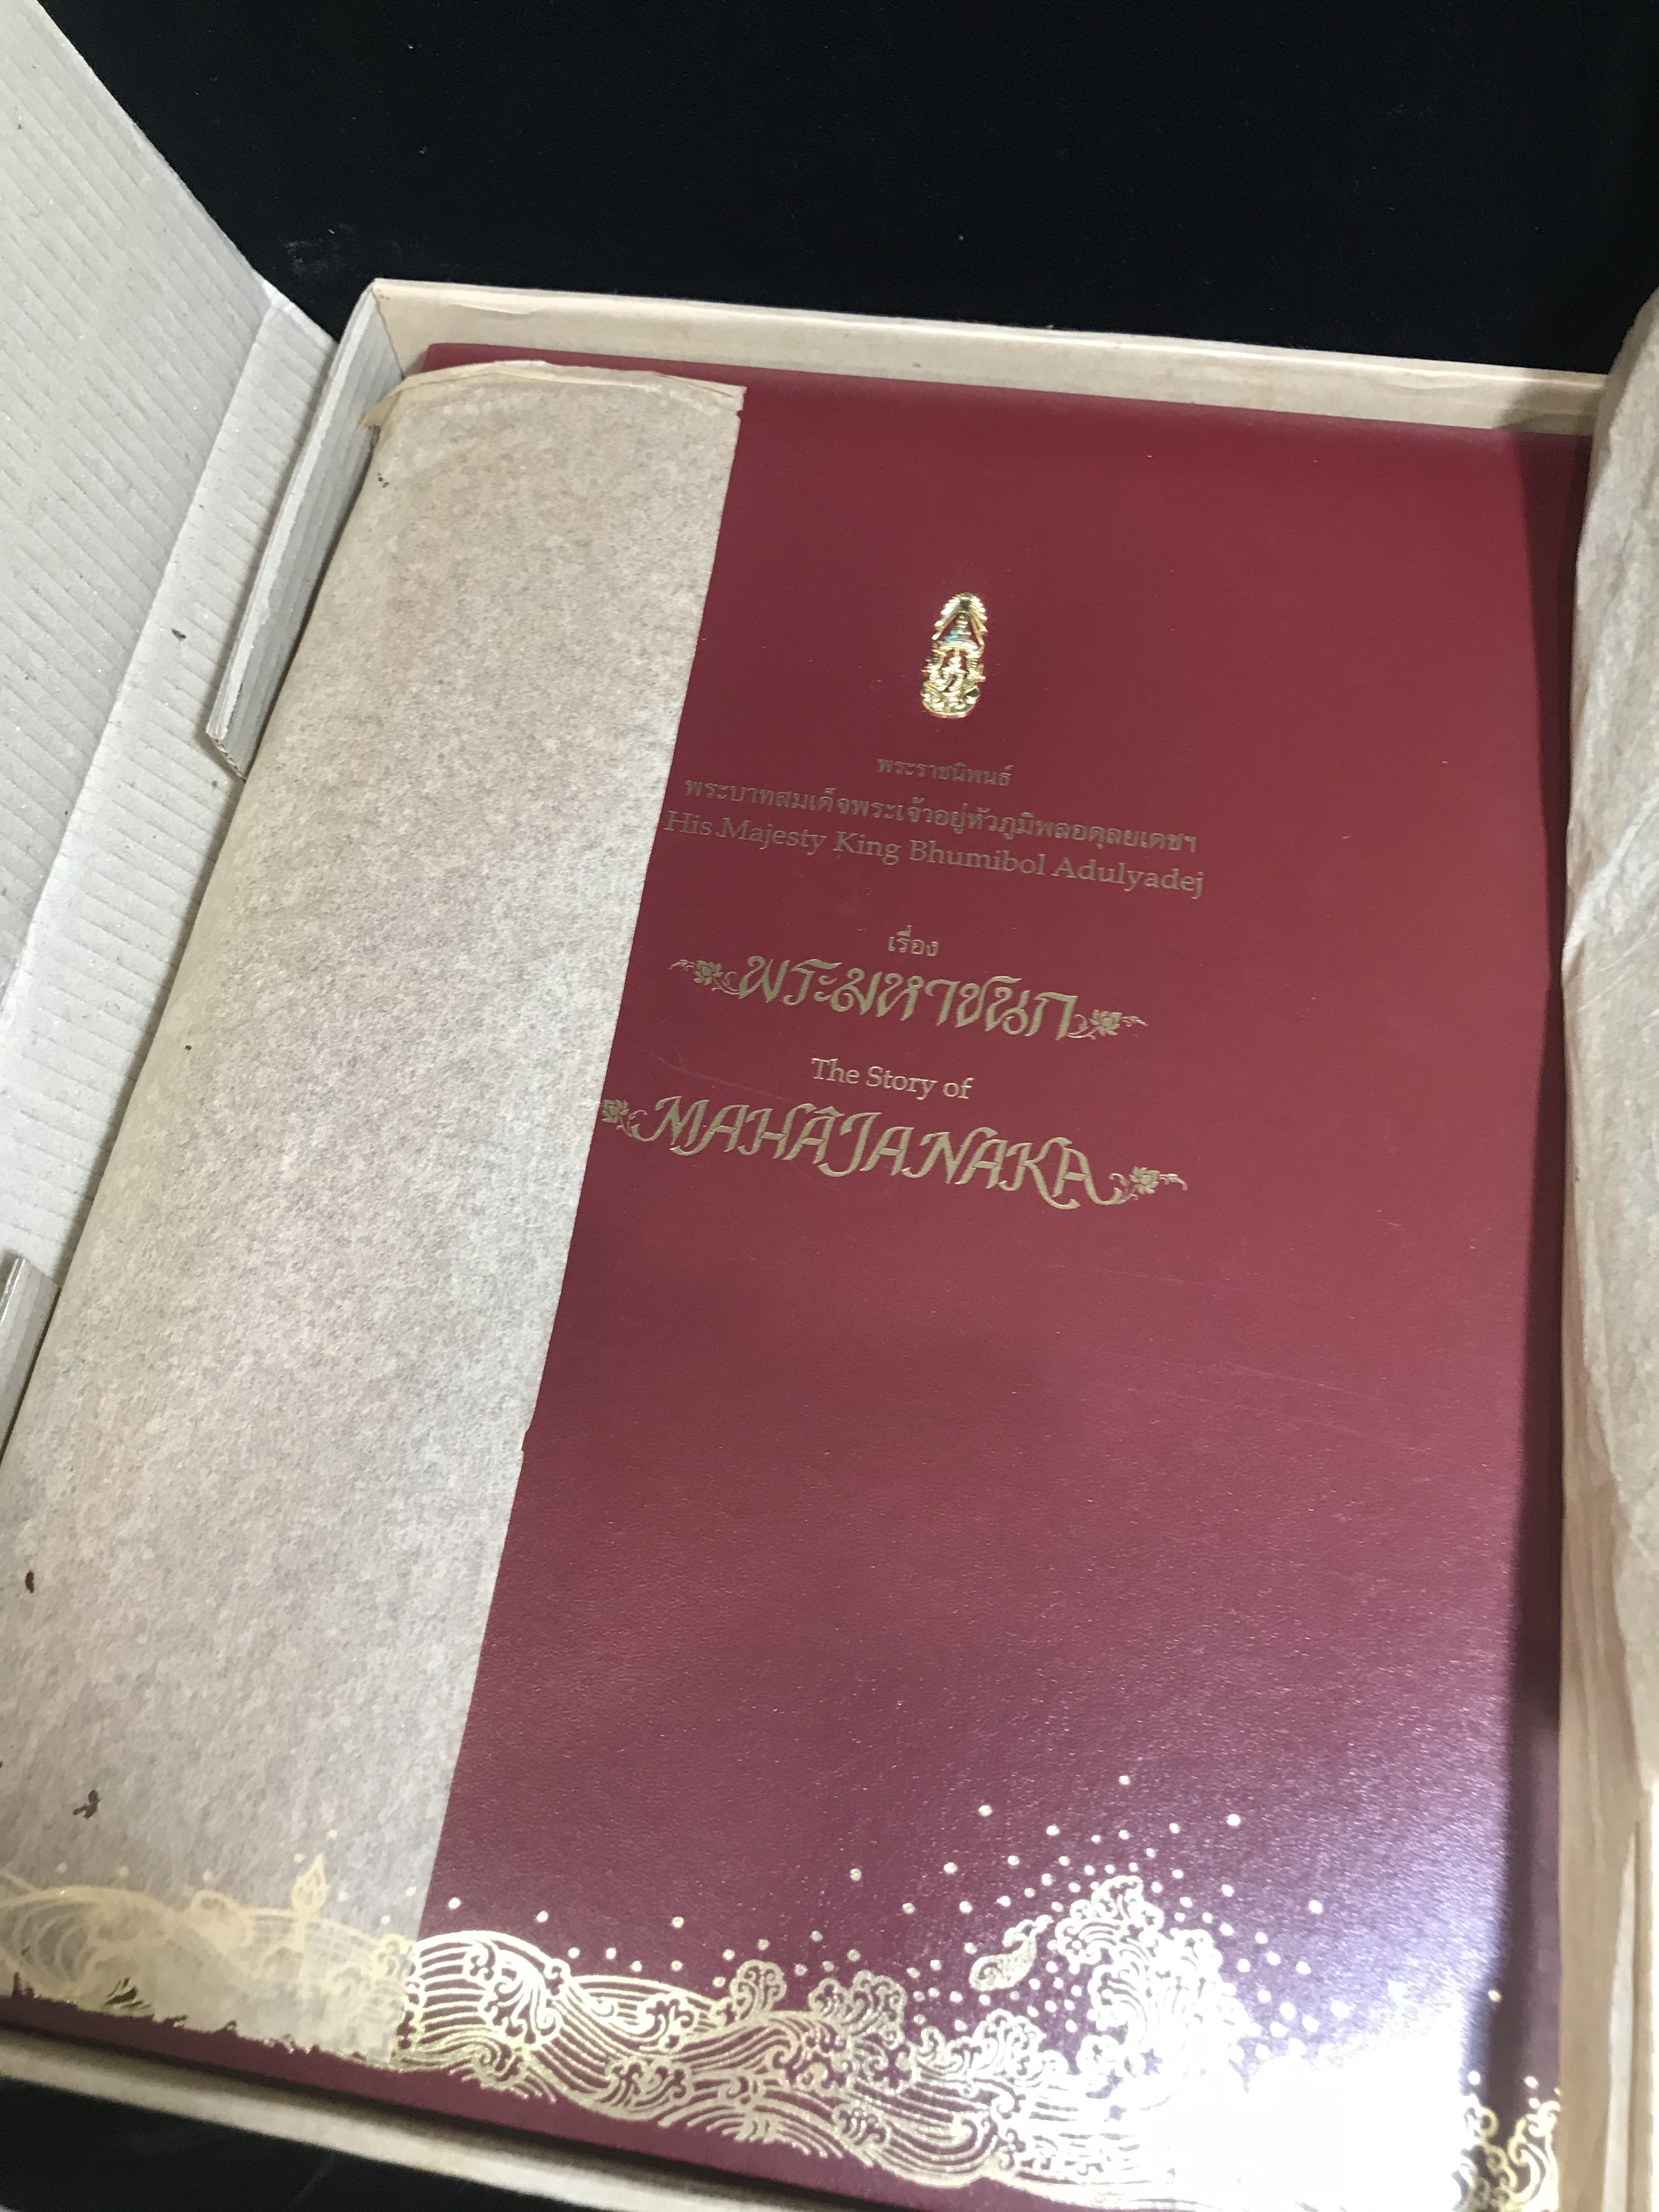 พระราชนิพนธ์
พระบาทสมเด็จพระเจ้าอยู่หัวภูมิพลอดุลยเดชฯ
His Majesty King Bhumibol Adulyadej
เรื่อง
พระมหาชนก
The Story of
MAHĀJANAKA